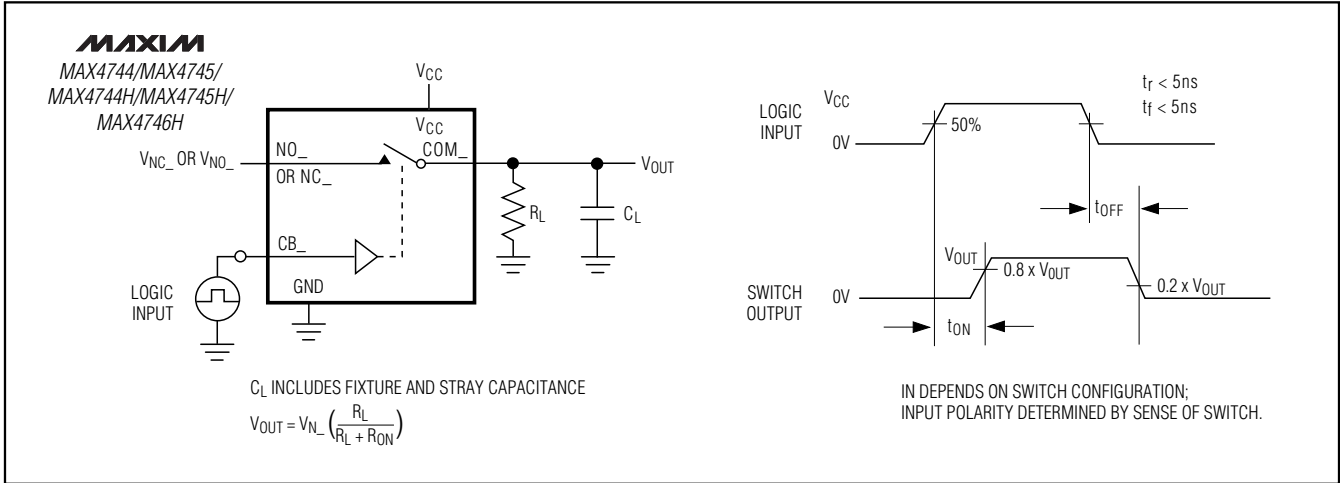 MAXIM
MAX4744/MAX4745/
MAX4744H/MAX4745H/
MAX4746H
VCC
VCC
VNC_ OR VNO_
NO_
OR NC_
COM_
VOUT
RL
CL
CB_
GND
LOGIC
INPUT
CL INCLUDES FIXTURE AND STRAY CAPACITANCE
VOUT = VN_ (RL / RL + RON)
LOGIC
INPUT
VCC
0V
50%
tr < 5ns
tf < 5ns
tOFF
SWITCH
OUTPUT
VOUT
0V
0.8 x VOUT
0.2 x VOUT
tON
IN DEPENDS ON SWITCH CONFIGURATION;
INPUT POLARITY DETERMINED BY SENSE OF SWITCH.